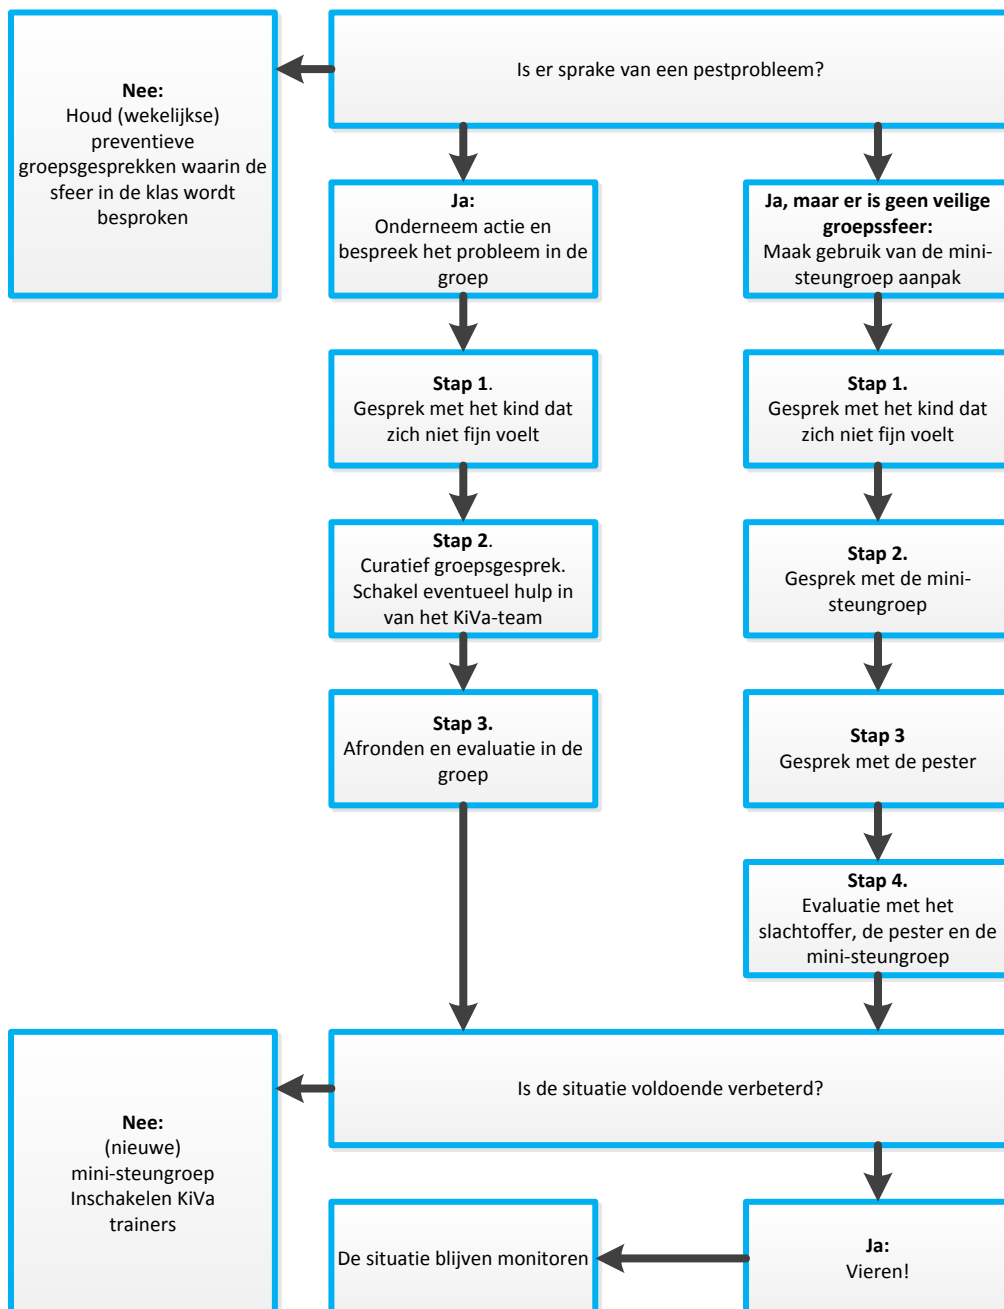 Is er sprake van een pestprobleem?
Nee:
Houd (wekelijkse)
preventieve
groepsgesprekken waarin de
sfeer in de klas wordt
besproken
Ja:
Onderneem actie en
bespreek het probleem in de
groep
Ja, maar er is geen veilige
groepssfeer:
Maak gebruik van de mini-
steungroep aanpak
Stap 1.
Gesprek met het kind dat
zich niet fijn voelt
Stap 1.
Gesprek met het kind dat
zich niet fijn voelt
Stap 2.
Curatief groepsgesprek.
Schakel eventueel hulp in
van het KiVa-team
Stap 2.
Gesprek met de mini-
steungroep
Stap 3.
Afronden en evaluatie in de
groep
Stap 3
Gesprek met de pester
Stap 4.
Evaluatie met het
slachtoffer, de pester en de
mini-steungroep
Is de situatie voldoende verbeterd?
Nee:
(nieuwe)
mini-steungroep
Inschakelen KiVa
trainers
De situatie blijven monitoren
Ja:
Vieren!